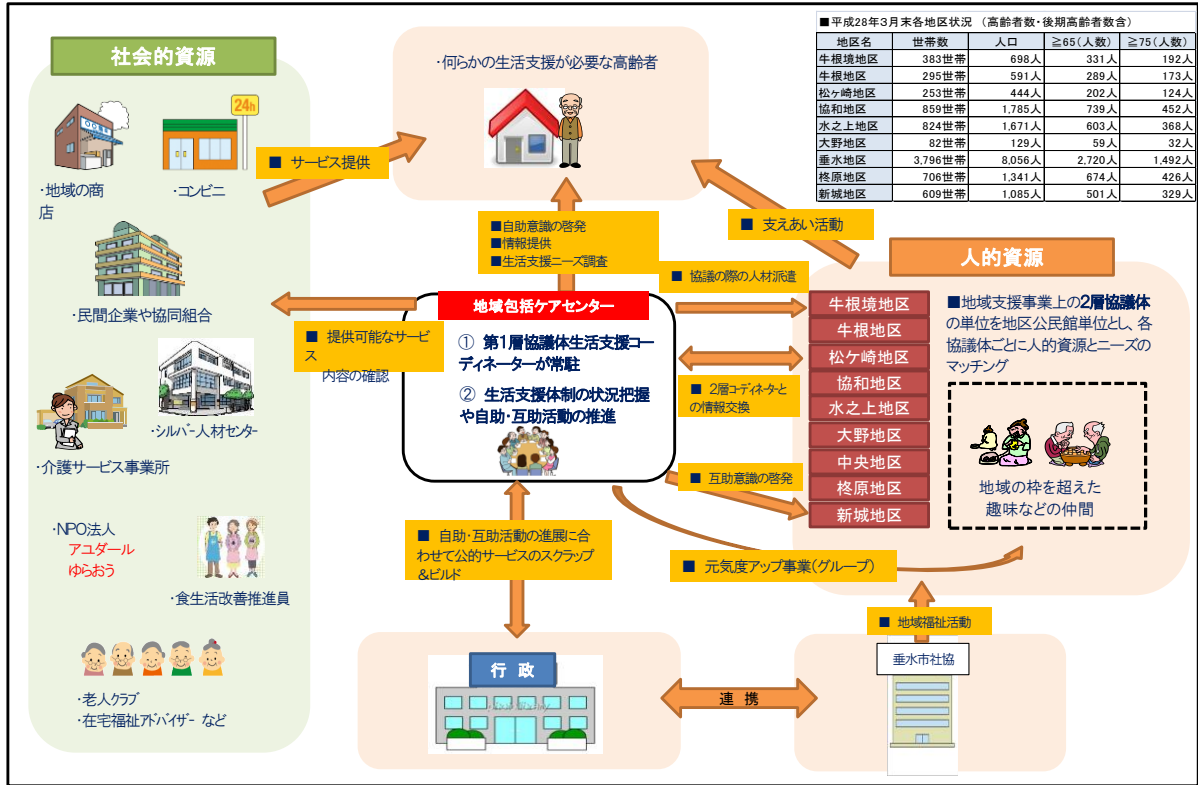 社会的資源
24h
・地域の商
店
・コンビニ
・民間企業や協同組合
・シルバー人材センター
・介護サービス事業所
・NPO法人
アユダール
ゆらおう
・食生活改善推進員
・老人クラブ
・在宅福祉アドバイザー など
・何らかの生活支援が必要な高齢者
■ サービス提供
■自助意識の啓発
■情報提供
■生活支援ニーズ調査
■ 支えあい活動
■ 協議の際の人材派遣
地域包括ケアセンター
① 第1層協議体生活支援コー
ディネーターが常駐
② 生活支援体制の状況把握
や自助・互助活動の推進
■ 提供可能なサービ
ス
内容の確認
■ 2層コーディネータと
の情報交換
■ 互助意識の啓発
■ 自助・互助活動の進展に合
わせて公的サービスのスクラップ
&ビルド
■ 元気度アップ事業(グループ)
■ 地域福祉活動
行 政
連 携
垂水市社協
■平成28年3月末各地区状況 (高齢者数・後期高齢者数含)
地区名 世帯数 人口 ≧65(人数) ≧75(人数)
牛根境地区 383世帯 698人 331人 192人
牛根地区 295世帯 591人 289人 173人
松ヶ崎地区 253世帯 444人 202人 124人
協和地区 859世帯 1,785人 739人 452人
水之上地区 824世帯 1,671人 603人 368人
大野地区 82世帯 129人 59人 32人
垂水地区 3,796世帯 8,056人 2,720人 1,492人
柊原地区 706世帯 1,341人 674人 426人
新城地区 609世帯 1,085人 501人 329人
人的資源
牛根境地区
牛根地区
松ケ崎地区
協和地区
水之上地区
大野地区
中央地区
柊原地区
新城地区
■地域支援事業上の2層協議体
の単位を地区公民館単位とし、各
協議体ごとに人的資源とニーズの
マッチング
地域の枠を超えた
趣味などの仲間